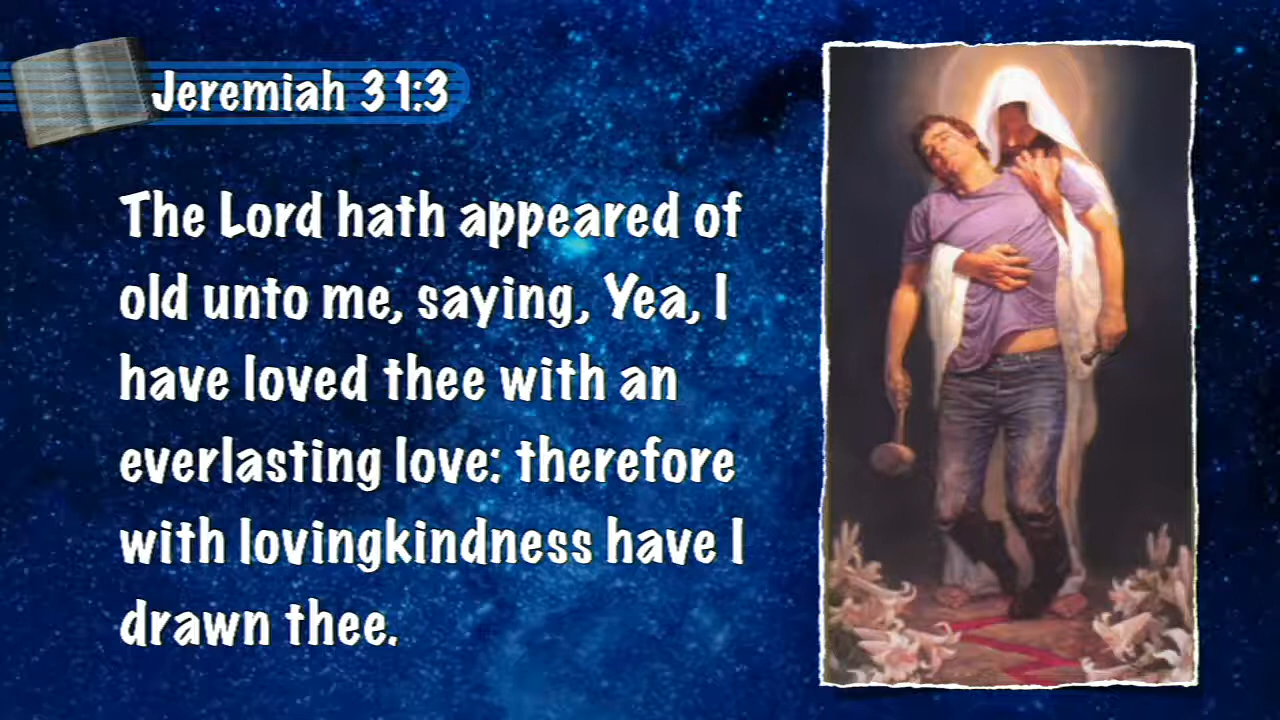 Jeremiah 31:3
The Lord hath appeared of
old unto me, saying, Yea, I
have loved thee with an
everlasting love: therefore
with lovingkindness have I
drawn thee.